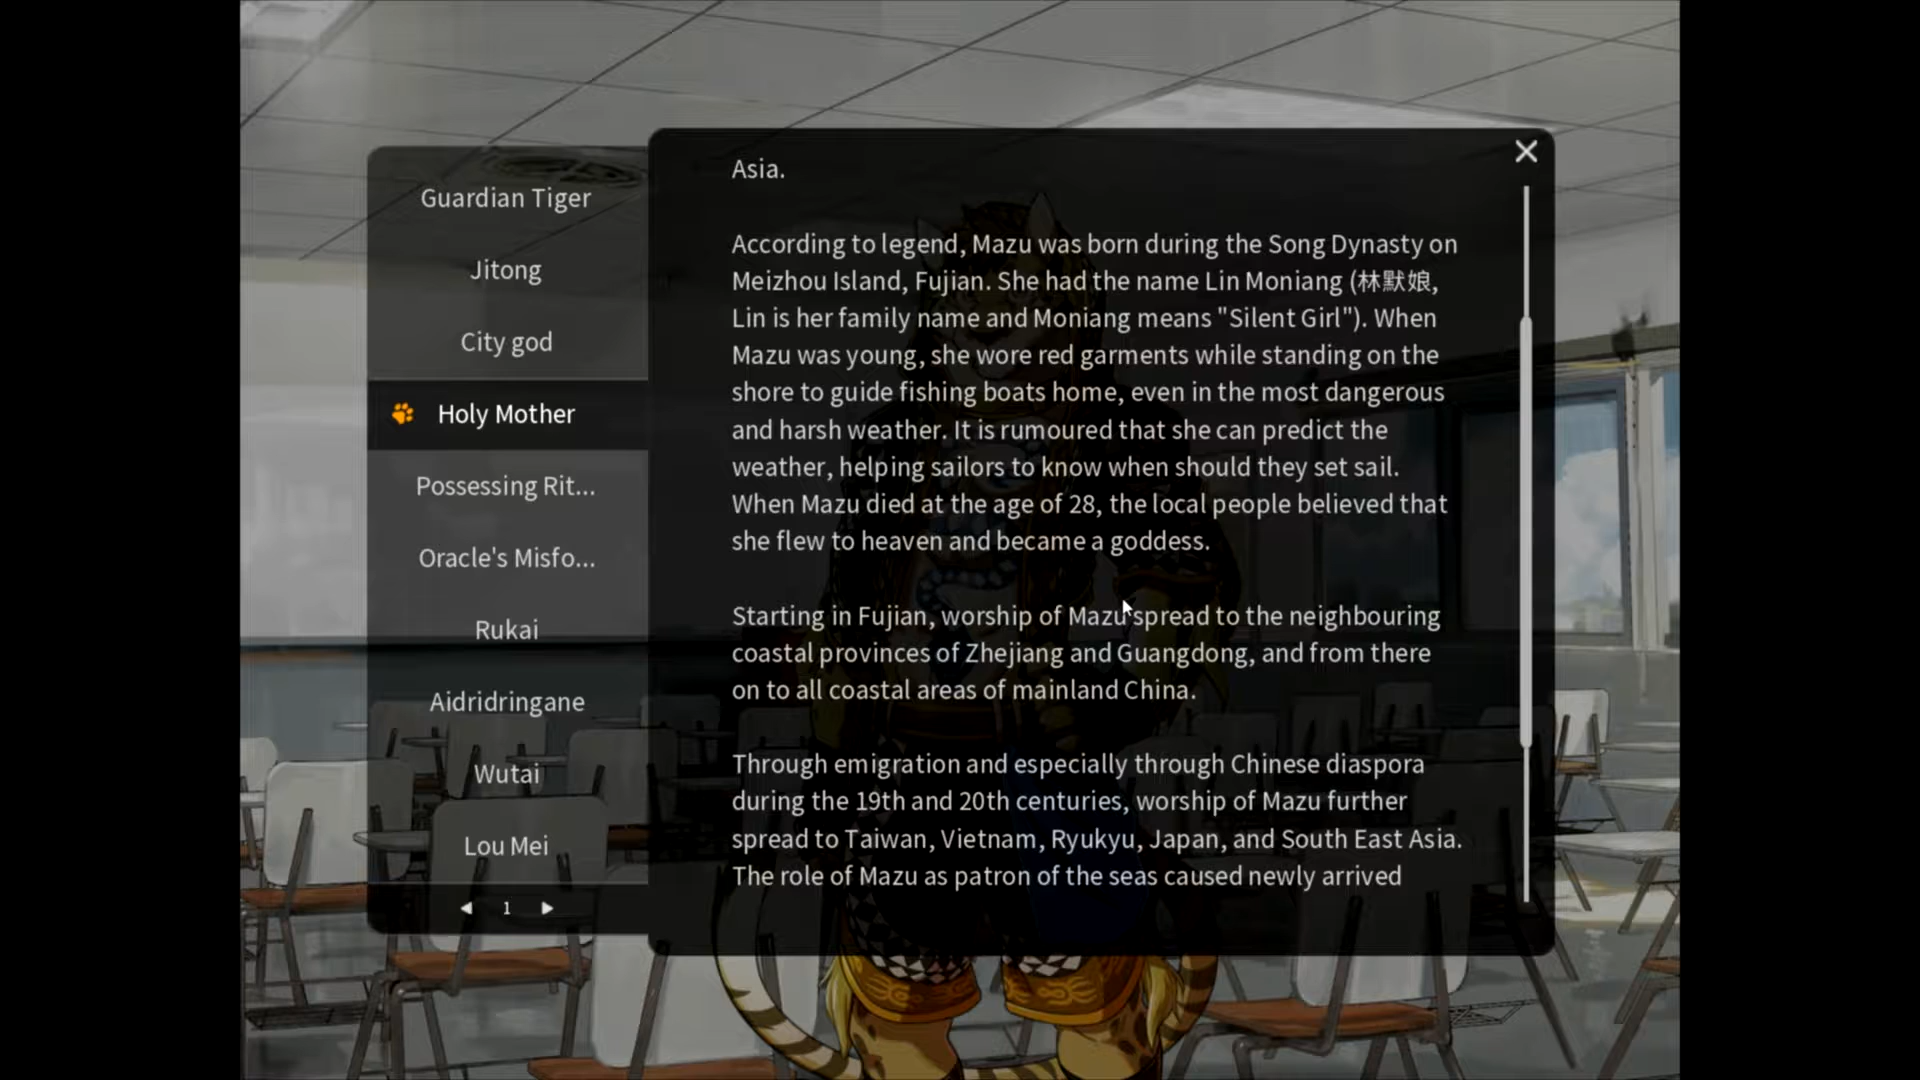 Guardian Tiger
Jitong
City god
Holy Mother
Possessing Rit...
Oracle's Misfo...
Rukai
Aidridringane
Wutai
Lou Mei
1
Asia.
According to legend, Mazu was born during the Song Dynasty on
Meizhou Island, Fujian. She had the name Lin Moniang (林默娘,
Lin is her family name and Moniang means "Silent Girl"). When
Mazu was young, she wore red garments while standing on the
shore to guide fishing boats home, even in the most dangerous
and harsh weather. It is rumoured that she can predict the
weather, helping sailors to know when should they set sail.
When Mazu died at the age of 28, the local people believed that
she flew to heaven and became a goddess.
Starting in Fujian, worship of Mazu spread to the neighbouring
coastal provinces of Zhejiang and Guangdong, and from there
on to all coastal areas of mainland China.
Through emigration and especially through Chinese diaspora
during the 19th and 20th centuries, worship of Mazu further
spread to Taiwan, Vietnam, Ryukyu, Japan, and South East Asia.
The role of Mazu as patron of the seas caused newly arrived